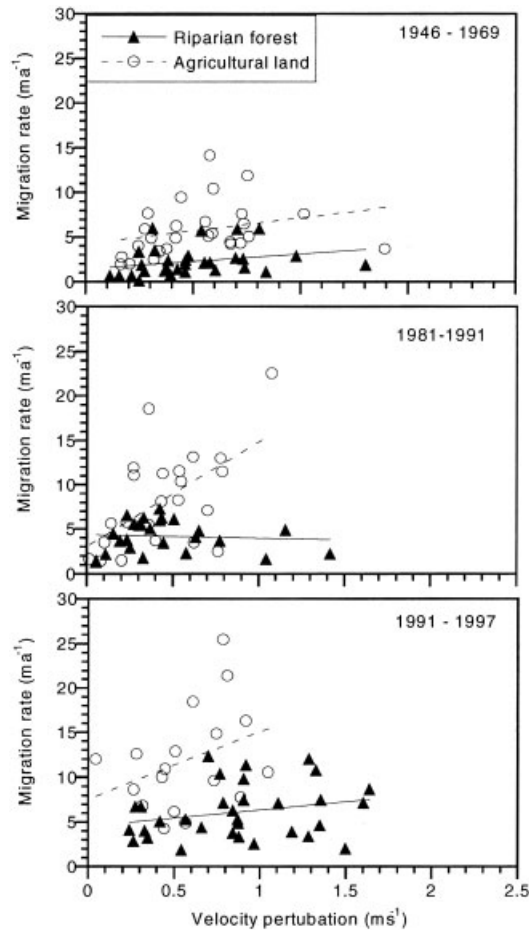 30
1946 - 1969
Riparian forest
Agricultural land
25
20
15
10
5
0
Migration rate (ma⁻¹)
30
1981-1991
25
20
15
10
5
0
Migration rate (ma⁻¹)
30
1991 - 1997
25
20
15
10
5
0
Migration rate (ma⁻¹)
0 0.5 1 1.5 2 2.5
Velocity pertubation (ms⁻¹)